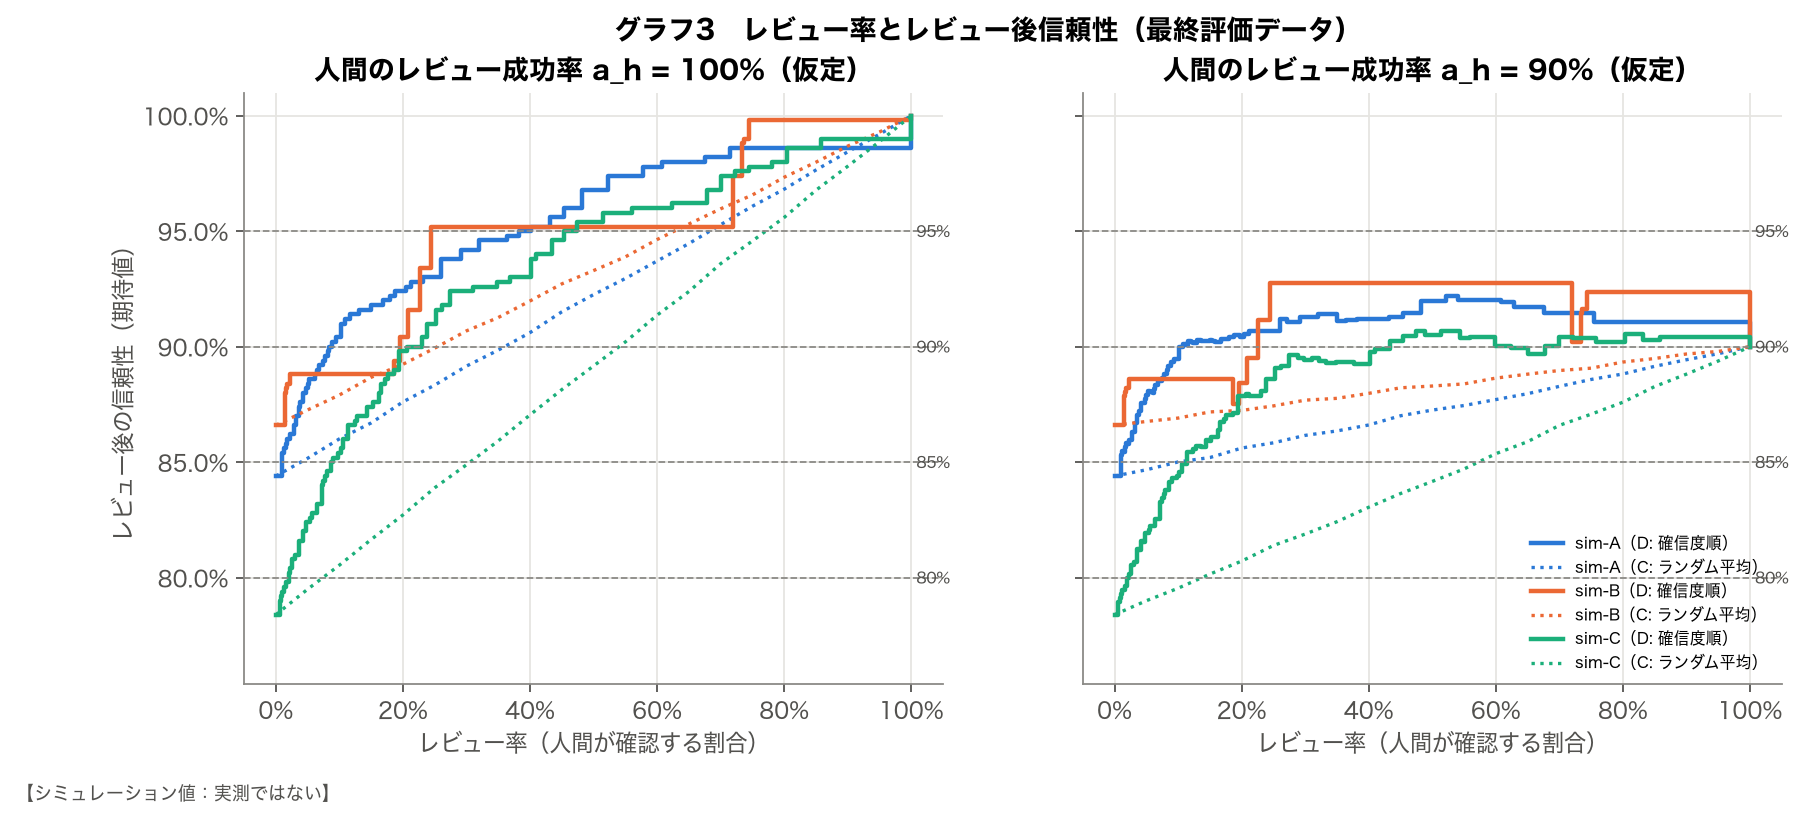 グラフ3　レビュー率とレビュー後信頼性（最終評価データ）
人間のレビュー成功率 a_h = 100%（仮定）
人間のレビュー成功率 a_h = 90%（仮定）
レビュー後の信頼性（期待値）
100.0%
95.0%
90.0%
85.0%
80.0%
95%
90%
85%
80%
0%
20%
40%
60%
80%
100%
レビュー率（人間が確認する割合）
95%
90%
85%
80%
sim-A（D: 確信度順）
sim-A（C: ランダム平均）
sim-B（D: 確信度順）
sim-B（C: ランダム平均）
sim-C（D: 確信度順）
sim-C（C: ランダム平均）
0%
20%
40%
60%
80%
100%
レビュー率（人間が確認する割合）
【シミュレーション値：実測ではない】